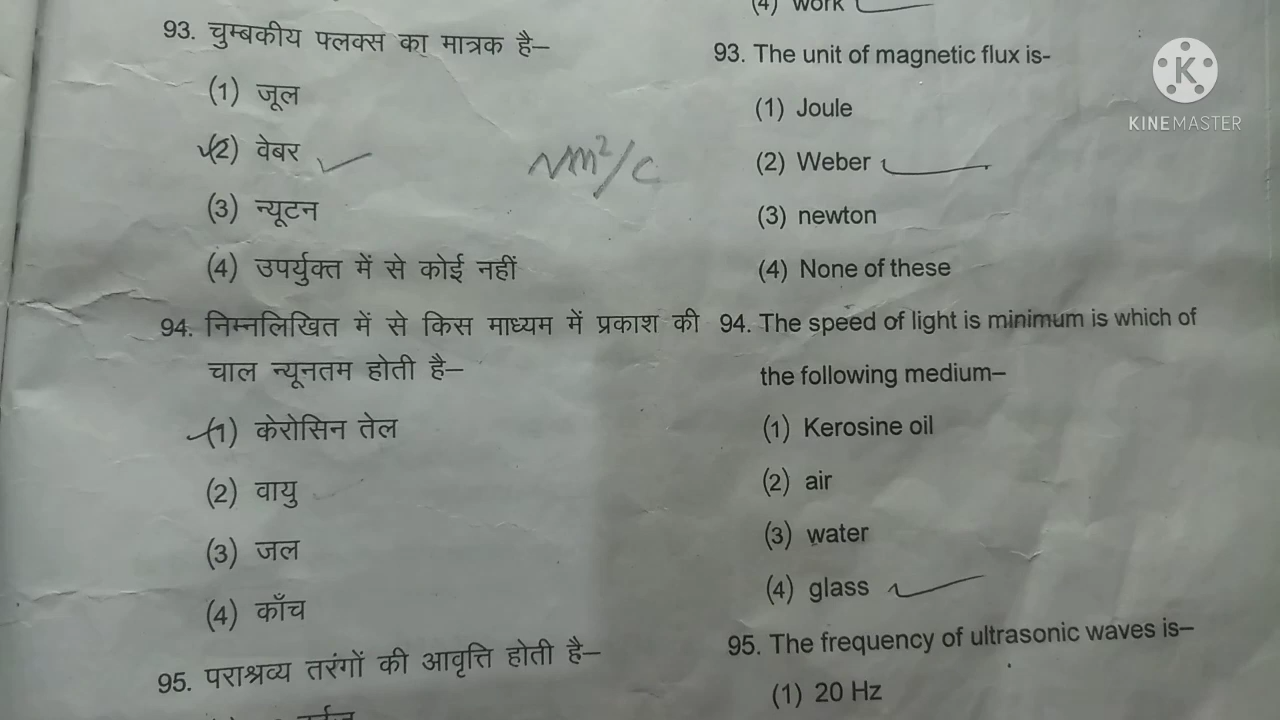 93. चुम्बकीय फ्लक्स का मात्रक है–
(1) जूल
(2) वेबर
(3) न्यूटन
(4) उपर्युक्त में से कोई नहीं
94. निम्नलिखित में से किस माध्यम में प्रकाश की
चाल न्यूनतम होती है–
(1) केरोसिन तेल
(2) वायु
(3) जल
(4) काँच
95. पराश्रव्य तरंगों की आवृत्ति होती है–
Nm²/C
(4) work
93. The unit of magnetic flux is-
(1) Joule
(2) Weber
(3) newton
(4) None of these
94. The speed of light is minimum is which of
the following medium–
(1) Kerosine oil
(2) air
(3) water
(4) glass
95. The frequency of ultrasonic waves is–
(1) 20 Hz
K
KINEMASTER